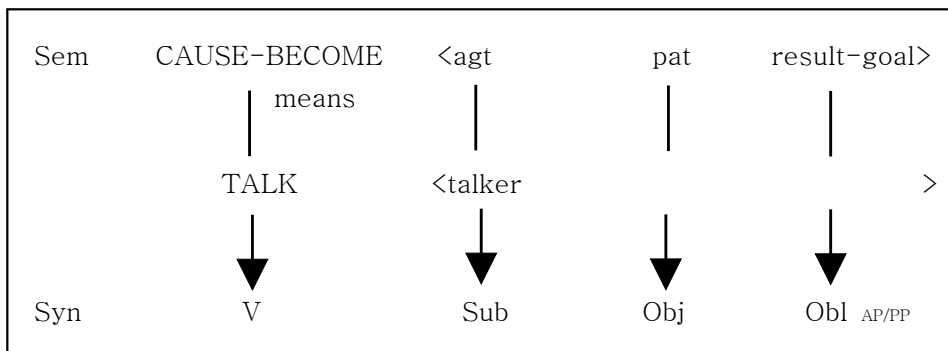 Sem CAUSE-BECOME <agt pat result-goal>
means
TALK <talker >
Syn V Sub Obj Obl AP/PP